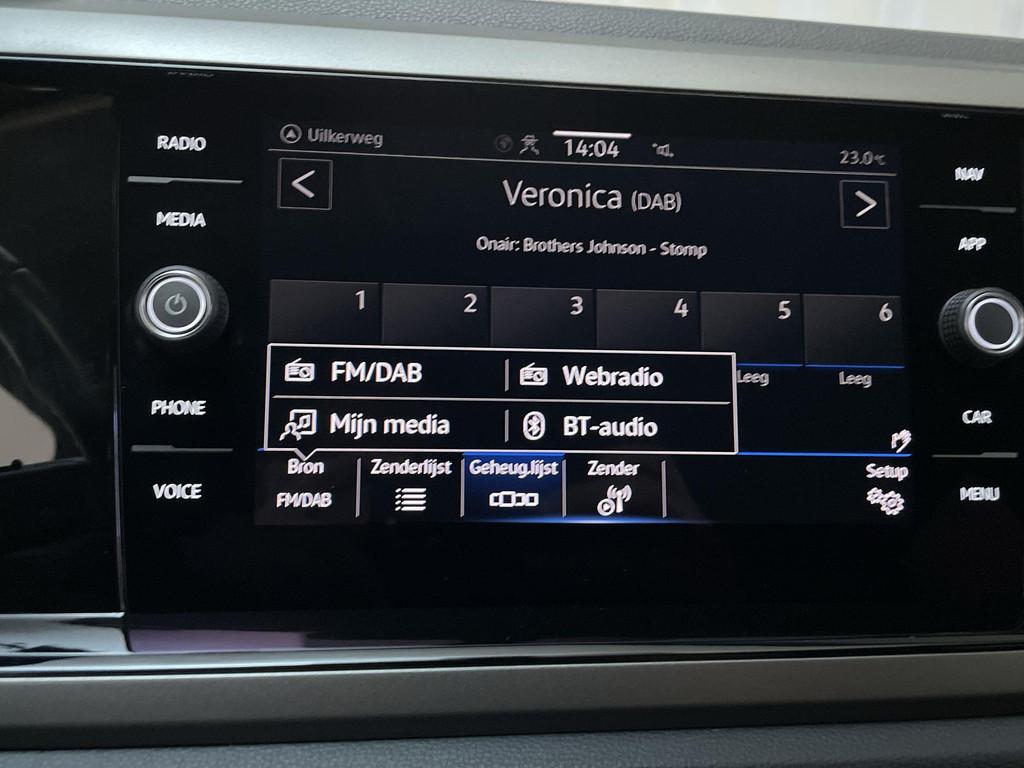 RADIO
MEDIA
PHONE
VOICE
Uilkerweg
14:04
23.0°C
<
Veronica (DAB)
>
Onair: Brothers Johnson - Stomp
1 2 3 4 5 6
Leeg Leeg
FM/DAB Webradio
Mijn media BT-audio
Bron Zenderlijst Geheug.lijst Zender Setup
FM/DAB
NAV
APP
CAR
MENU